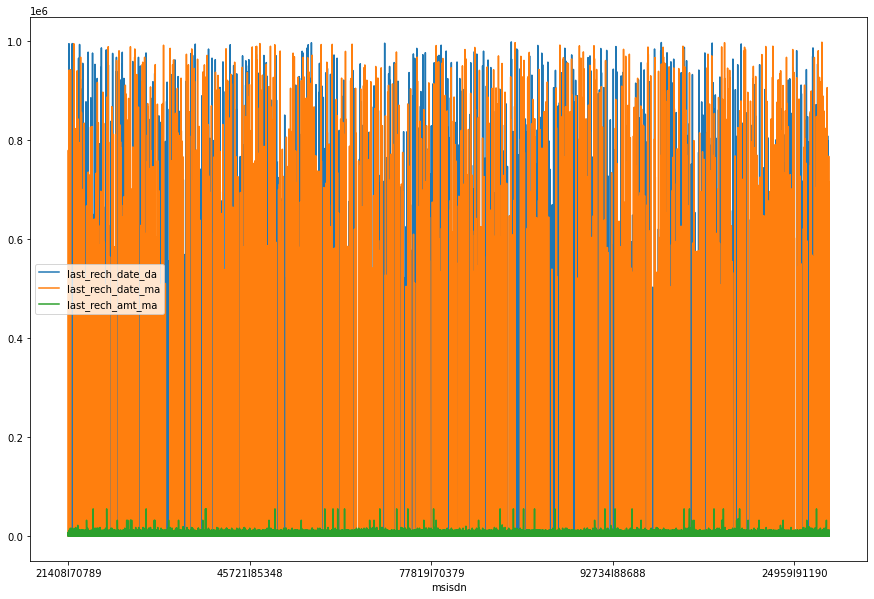 1e6
1.0
0.8
0.6
last_rech_date_da
last_rech_date_ma
last_rech_amt_ma
0.4
0.2
0.0
21408I70789 45721I85348 77819I70379 92734I88688 24959I91190
msisdn